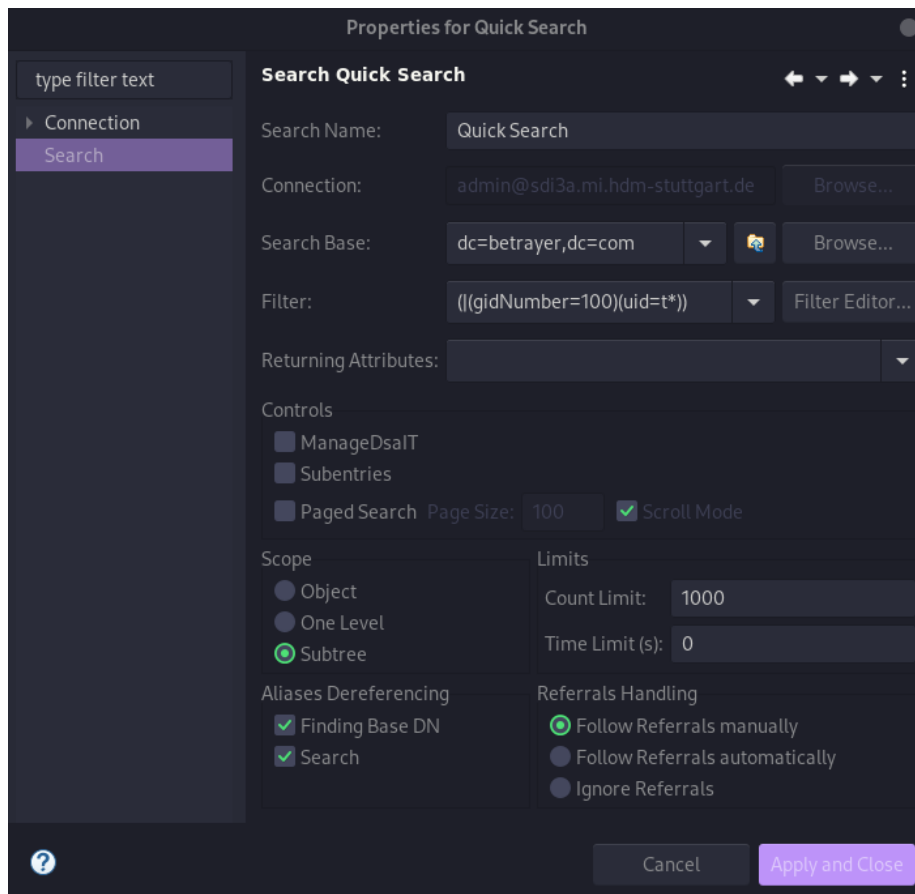 Properties for Quick Search
type filter text
Connection
Search
Search Quick Search
Search Name: Quick Search
Connection: admin@sdi3a.mi.hdm-stuttgart.de Browse...
Search Base: dc=betrayer,dc=com Browse...
Filter: (|(gidNumber=100)(uid=t*)) Filter Editor...
Returning Attributes:
Controls
ManageDsaIT
Subentries
Paged Search Page Size: 100 Scroll Mode
Scope
Object
One Level
Subtree
Limits
Count Limit: 1000
Time Limit (s): 0
Aliases Dereferencing
Finding Base DN
Search
Referrals Handling
Follow Referrals manually
Follow Referrals automatically
Ignore Referrals
?
Cancel Apply and Close